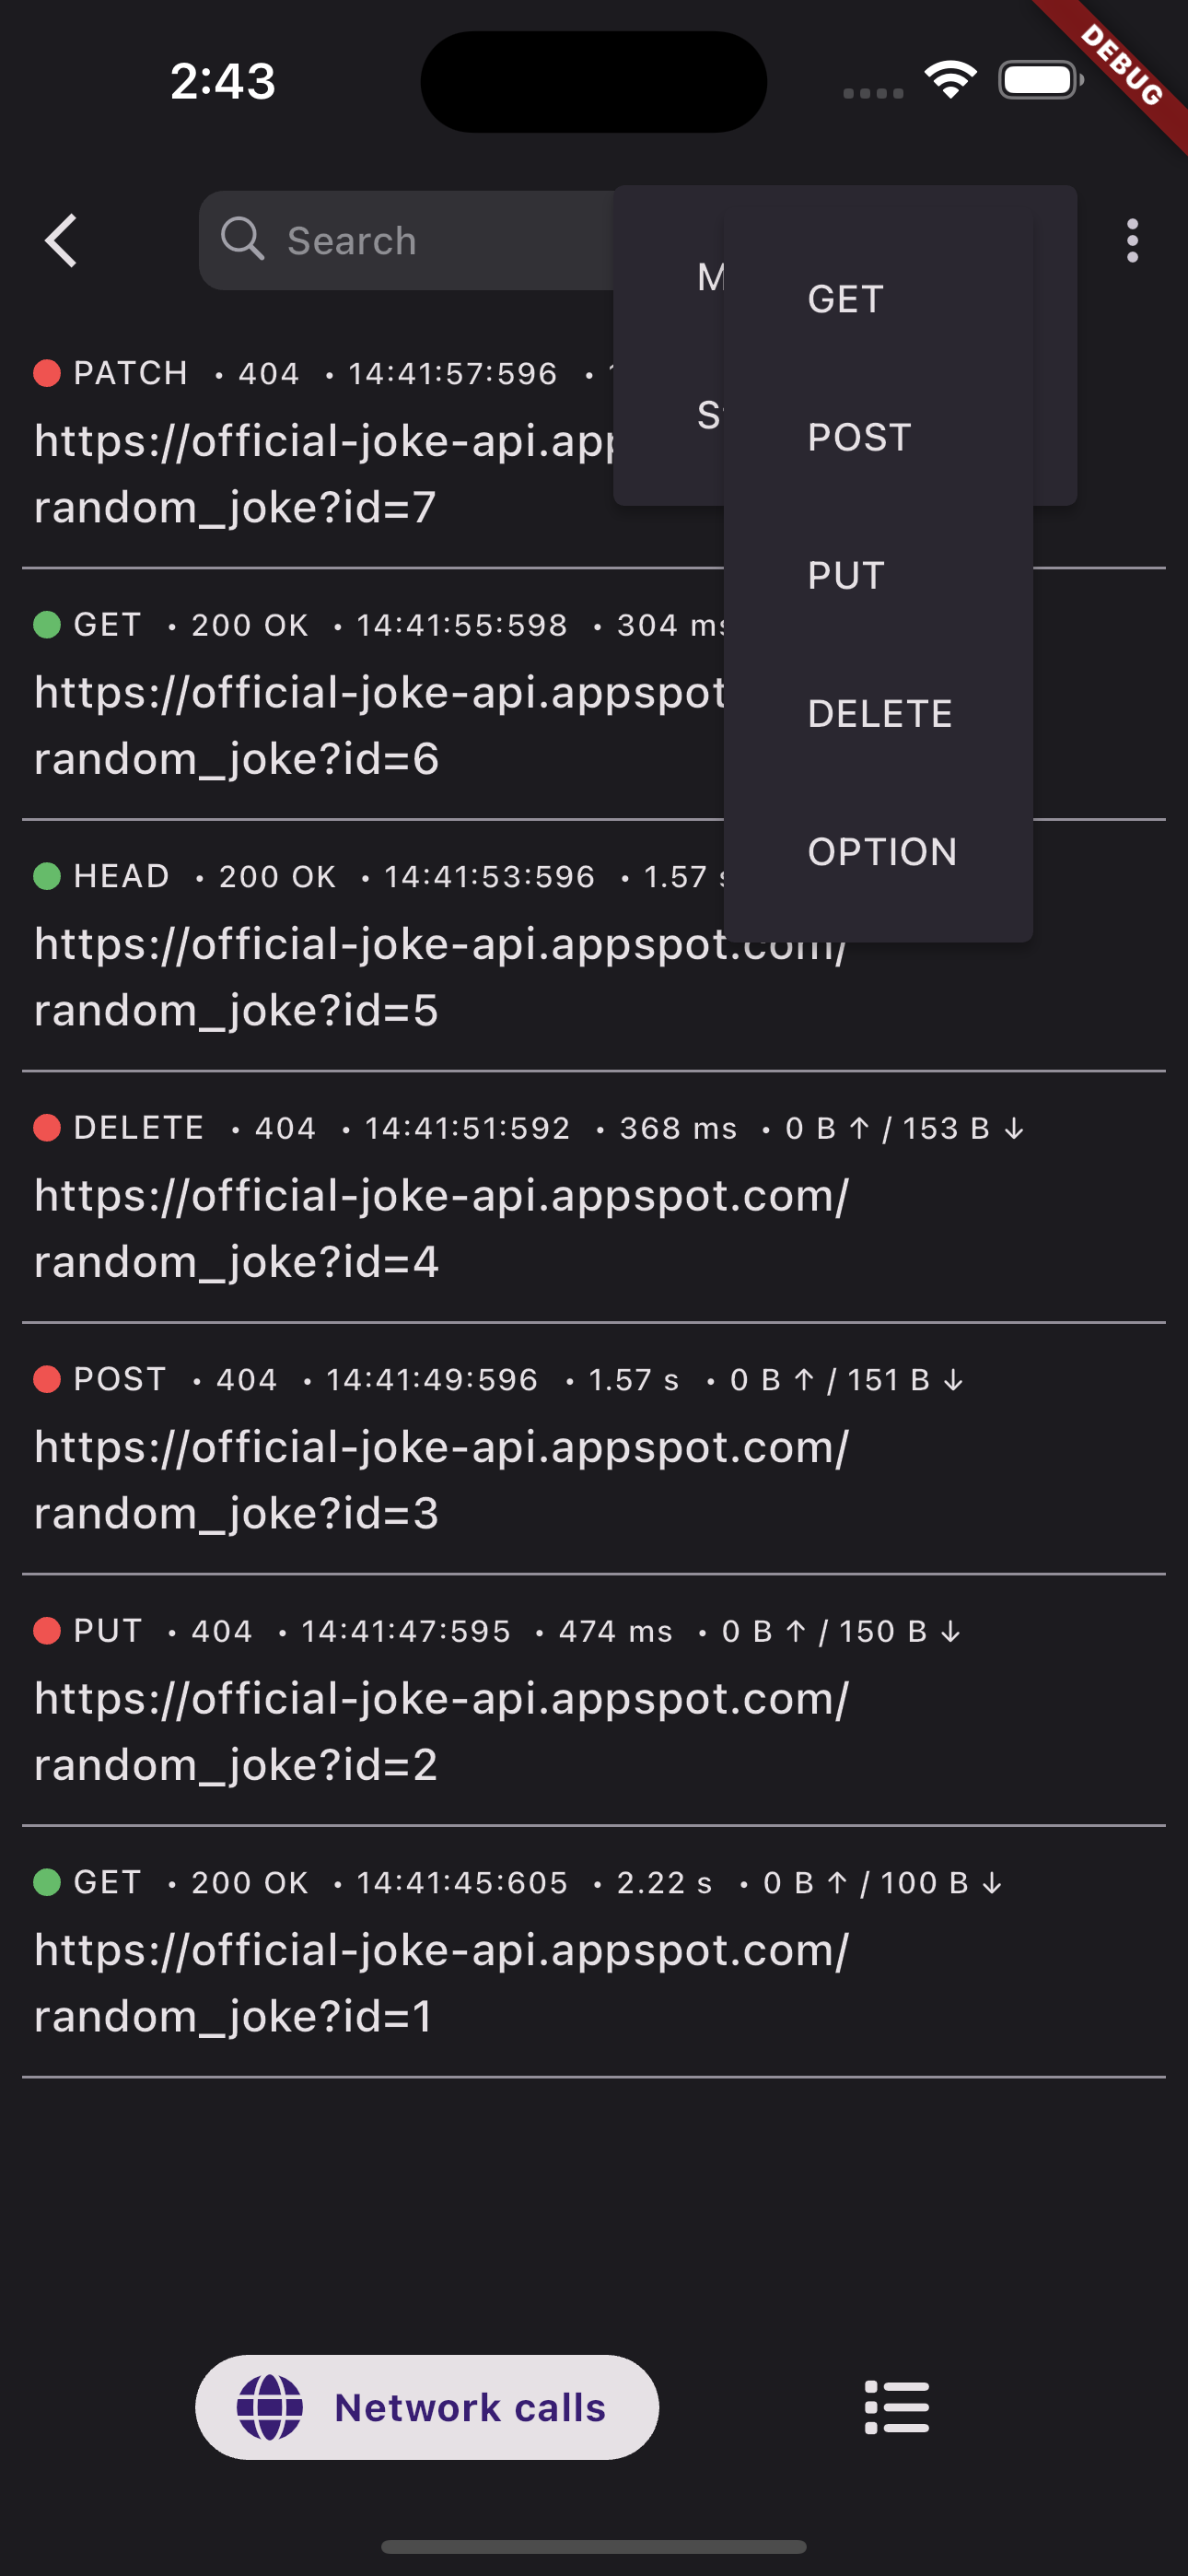 2:43
DEBUG
Search
GET
POST
PUT
DELETE
OPTION
PATCH • 404 • 14:41:57:596 •
https://official-joke-api.app
random_joke?id=7
GET • 200 OK • 14:41:55:598 • 304 ms
https://official-joke-api.appspot
random_joke?id=6
HEAD • 200 OK • 14:41:53:596 • 1.57 s
https://official-joke-api.appspot.com/
random_joke?id=5
DELETE • 404 • 14:41:51:592 • 368 ms • 0 B ↑ / 153 B ↓
https://official-joke-api.appspot.com/
random_joke?id=4
POST • 404 • 14:41:49:596 • 1.57 s • 0 B ↑ / 151 B ↓
https://official-joke-api.appspot.com/
random_joke?id=3
PUT • 404 • 14:41:47:595 • 474 ms • 0 B ↑ / 150 B ↓
https://official-joke-api.appspot.com/
random_joke?id=2
GET • 200 OK • 14:41:45:605 • 2.22 s • 0 B ↑ / 100 B ↓
https://official-joke-api.appspot.com/
random_joke?id=1
Network calls